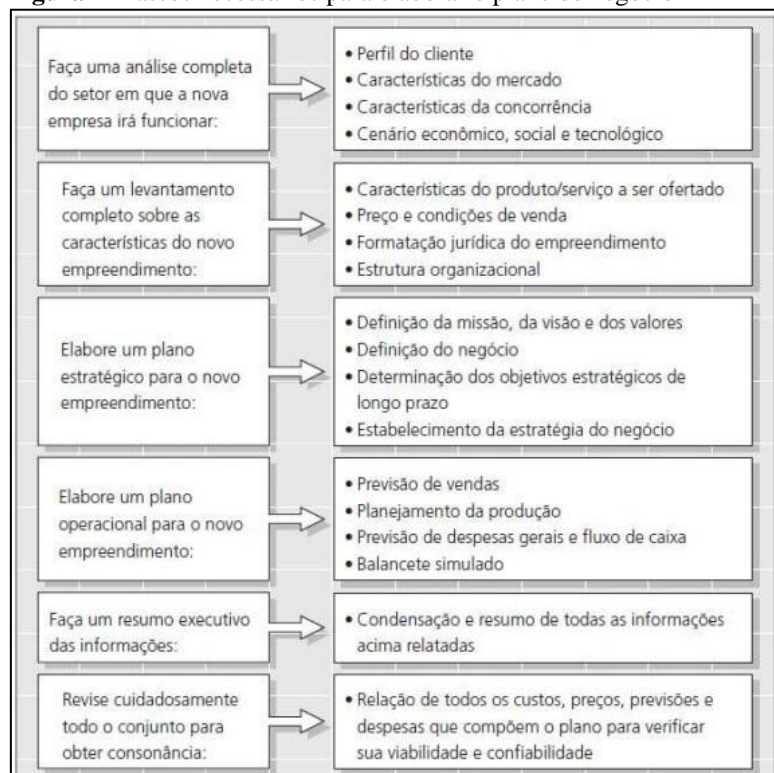 Faça uma análise completa
do setor em que a nova
empresa irá funcionar:
• Perfil do cliente
• Características do mercado
• Características da concorrência
• Cenário econômico, social e tecnológico
Faça um levantamento
completo sobre as
características do novo
empreendimento:
• Características do produto/serviço a ser ofertado
• Preço e condições de venda
• Formatação jurídica do empreendimento
• Estrutura organizacional
Elabore um plano
estratégico para o novo
empreendimento:
• Definição da missão, da visão e dos valores
• Definição do negócio
• Determinação dos objetivos estratégicos de
longo prazo
• Estabelecimento da estratégia do negócio
Elabore um plano
operacional para o novo
empreendimento:
• Previsão de vendas
• Planejamento da produção
• Previsão de despesas gerais e fluxo de caixa
• Balancete simulado
Faça um resumo executivo
das informações:
• Condensação e resumo de todas as informações
acima relatadas
Revise cuidadosamente
todo o conjunto para
obter consonância:
• Relação de todos os custos, preços, previsões e
despesas que compõem o plano para verificar
sua viabilidade e confiabilidade